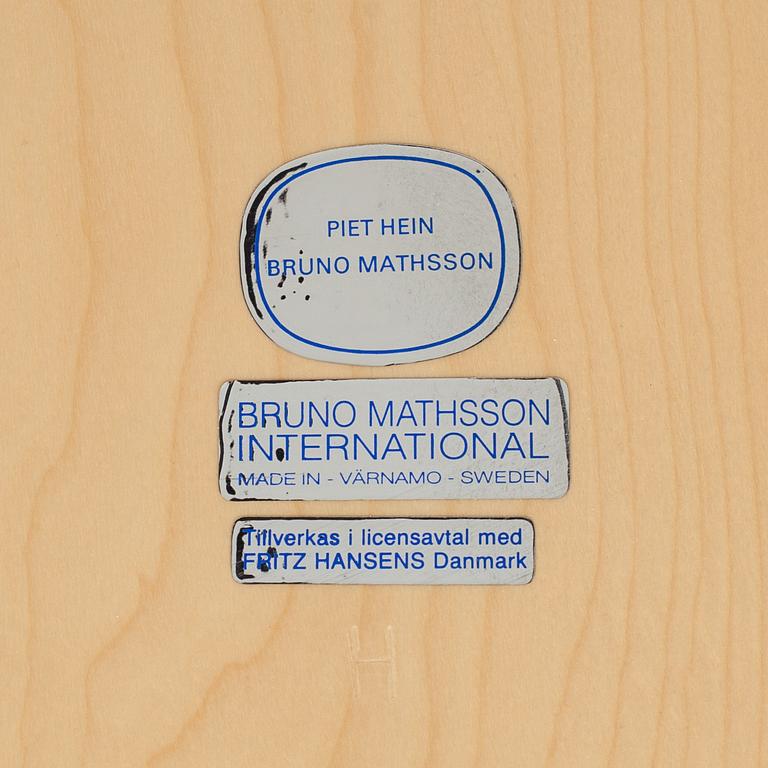 PIET HEIN
BRUNO MATHSSON
BRUNO MATHSSON
INTERNATIONAL
MADE IN - VÄRNAMO - SWEDEN
Tillverkas i licensavtal med
FRITZ HANSENS Danmark
H